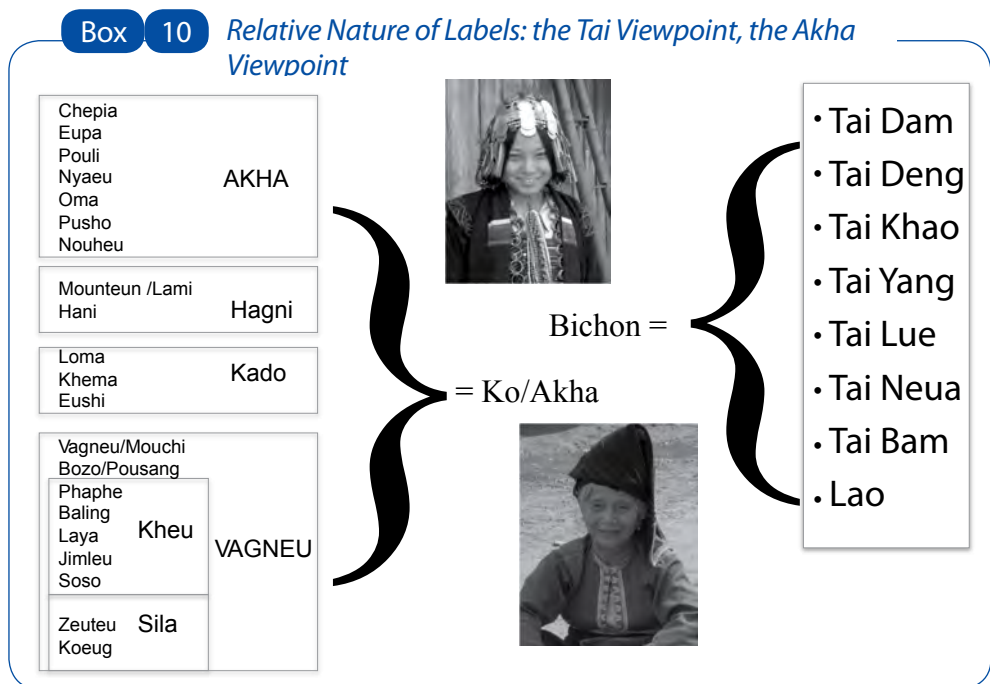 Box 10 Relative Nature of Labels: the Tai Viewpoint, the Akha
Viewpoint
Chepia
Eupa
Pouli
Nyaeu
Oma
Pusho
Nouheu
AKHA
Mounteun /Lami
Hani
Hagni
Loma
Khema
Eushi
Kado
Vagneu/Mouchi
Bozo/Pousang
Phaphe
Baling
Laya
Jimleu
Soso
Kheu
Zeuteu
Koeug
Sila
VAGNEU
= Ko/Akha
Bichon =
• Tai Dam
• Tai Deng
• Tai Khao
• Tai Yang
• Tai Lue
• Tai Neua
• Tai Bam
• Lao